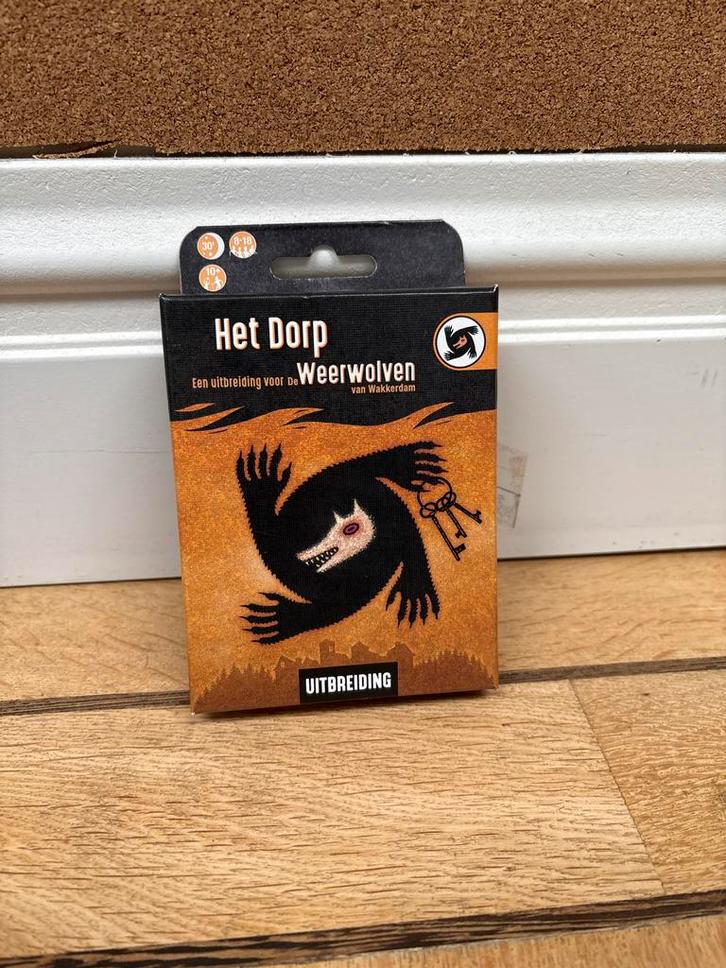 30'
8-18
10+
Het Dorp
Een uitbreiding voor De Weerwolven
van Wakkerdam
UITBREIDING